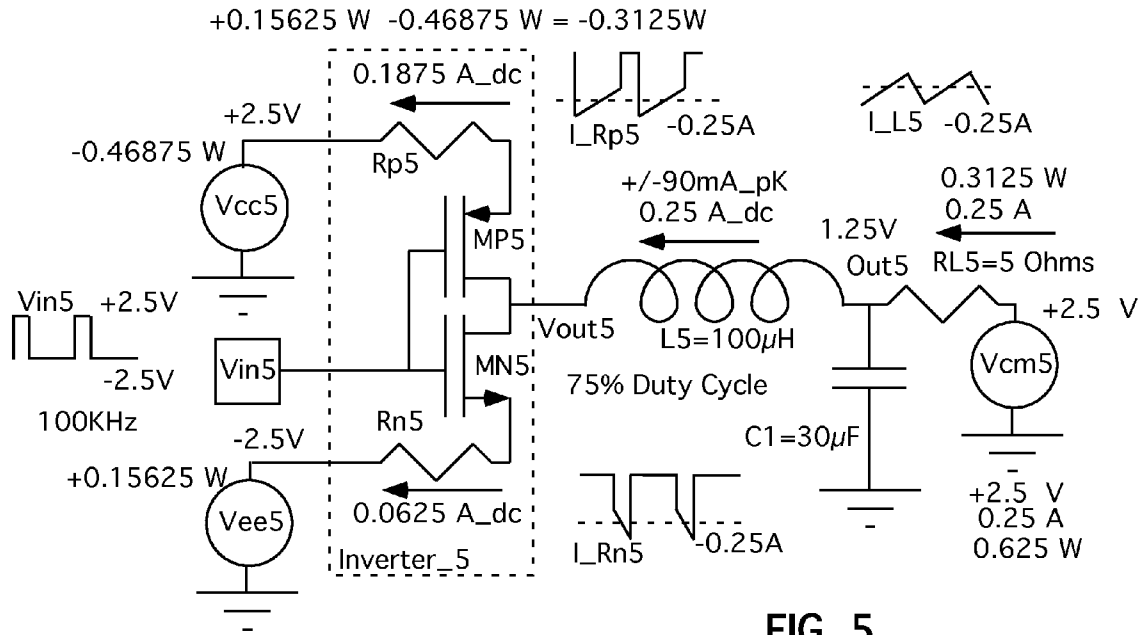 +0.15625 W -0.46875 W = -0.3125W
0.1875 A_dc
+2.5V
-0.46875 W
Rp5
Vcc5
MP5
I_Rp5
-0.25A
I_L5
-0.25A
+/-90mA_pK
0.25 A_dc
0.3125 W
0.25 A
1.25V
Out5
RL5=5 Ohms
+2.5 V
Vin5
+2.5V
-2.5V
100KHz
Vin5
Vout5
L5=100µH
MN5
75% Duty Cycle
Vcm5
Rn5
-2.5V
C1=30µF
+0.15625 W
Vee5
0.0625 A_dc
Inverter_5
I_Rn5
-0.25A
+2.5 V
0.25 A
0.625 W
FIG 5